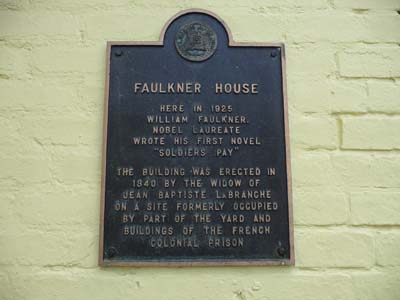 FAULKNER HOUSE
HERE IN 1925
WILLIAM FAULKNER,
NOBEL LAUREATE
WROTE HIS FIRST NOVEL
"SOLDIERS PAY"
THE BUILDING WAS ERECTED IN
1840 BY THE WIDOW OF
JEAN BAPTISTE LABRANCHE
ON A SITE FORMERLY OCCUPIED
BY PART OF THE YARD AND
BUILDINGS OF THE FRENCH
COLONIAL PRISON